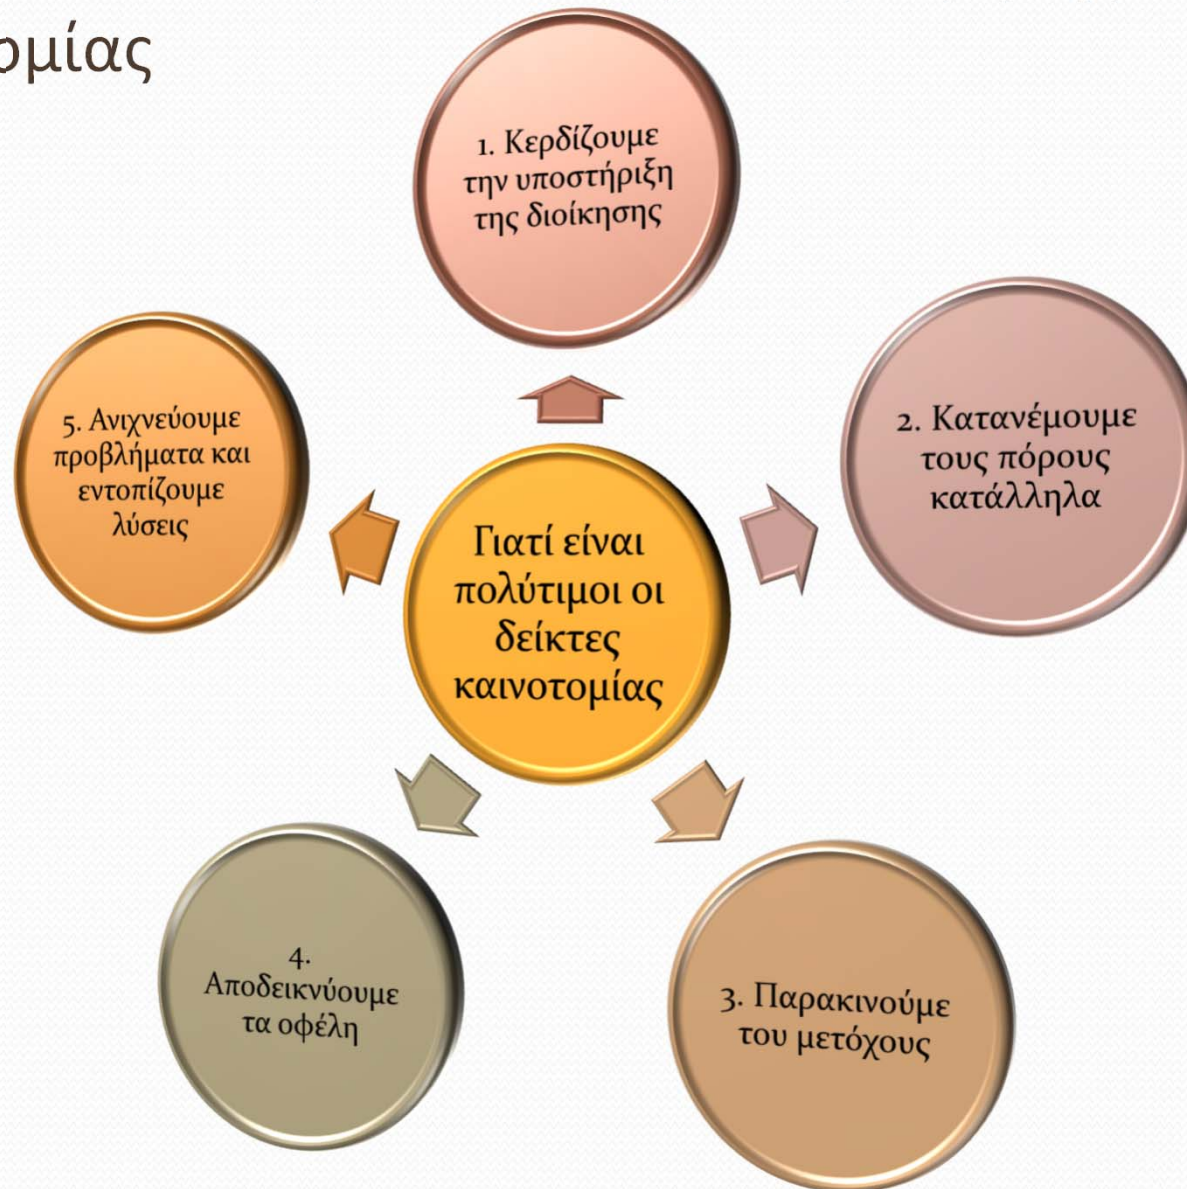 ομίας
1. Κερδίζουμε
την υποστήριξη
της διοίκησης
2. Κατανέμουμε
τους πόρους
κατάλληλα
3. Παρακινούμε
του μετόχους
4.
Αποδεικνύουμε
τα οφέλη
5. Ανιχνεύουμε
προβλήματα και
εντοπίζουμε
λύσεις
Γιατί είναι
πολύτιμοι οι
δείκτες
καινοτομίας